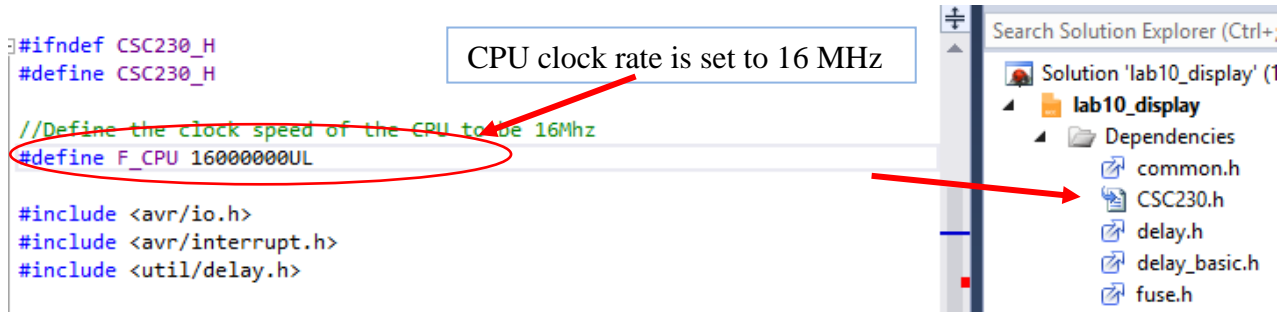 #ifndef CSC230_H
#define CSC230_H
CPU clock rate is set to 16 MHz
//Define the clock speed of the CPU to be 16Mhz
#define F_CPU 16000000UL
#include <avr/io.h>
#include <avr/interrupt.h>
#include <util/delay.h>
Search Solution Explorer (Ctrl+;
Solution 'lab10_display' (1
lab10_display
Dependencies
common.h
CSC230.h
delay.h
delay_basic.h
fuse.h